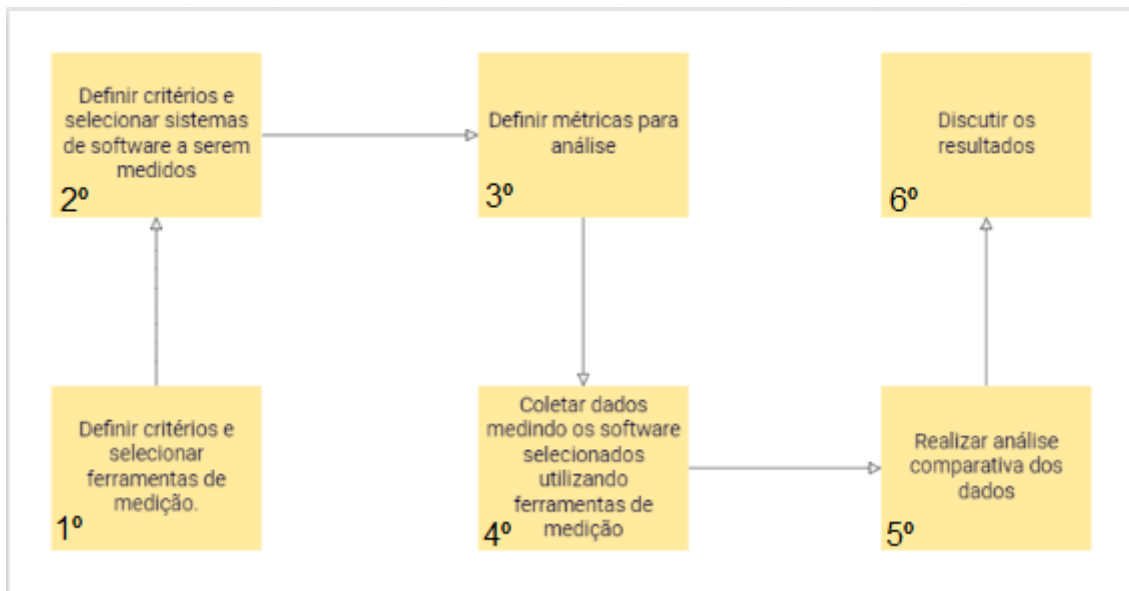 Definir critérios e
selecionar sistemas
de software a serem
medidos
2º
Definir métricas para
análise
3º
Discutir os
resultados
6º
Definir critérios e
selecionar
ferramentas de
medição.
1º
Coletar dados
medindo os software
selecionados
utilizando
ferramentas de
medição
4º
Realizar análise
comparativa dos
dados
5º